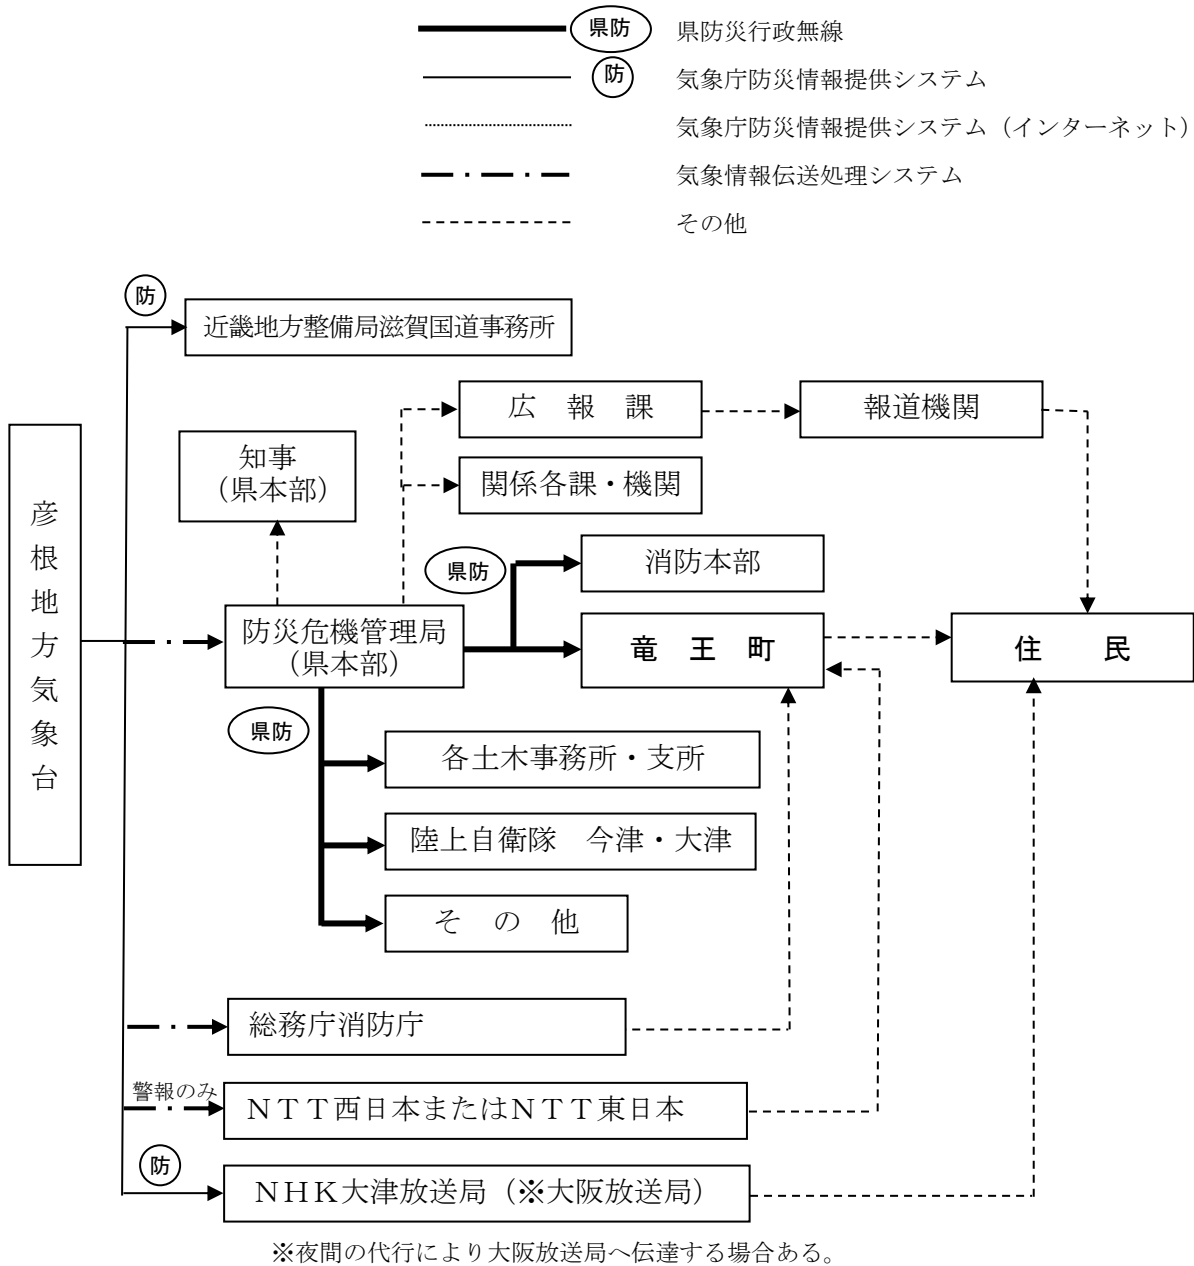 県防 県防災行政無線
防 気象庁防災情報提供システム
気象庁防災情報提供システム（インターネット）
気象情報伝送処理システム
その他
防
近畿地方整備局滋賀国道事務所
広　報　課
報道機関
知事
（県本部）
関係各課・機関
彦根地方気象台
県防
消防本部
防災危機管理局
（県本部）
竜　王　町
住　　民
県防
各土木事務所・支所
陸上自衛隊　今津・大津
そ　の　他
総務庁消防庁
警報のみ
ＮＴＴ西日本またはＮＴＴ東日本
防
ＮＨＫ大津放送局（※大阪放送局）
※夜間の代行により大阪放送局へ伝達する場合ある。